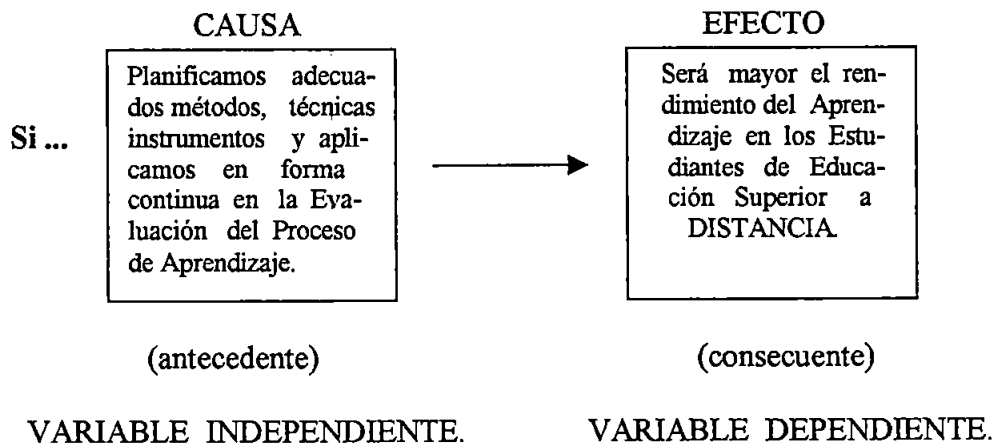 CAUSA
EFECTO
Si ...
Planificamos adecua-
dos métodos, técnicas
instrumentos y apli-
camos en forma
continua en la Eva-
luación del Proceso
de Aprendizaje.
Será mayor el ren-
dimiento del Apren-
dizaje en los Estu-
diantes de Educa-
ción Superior a
DISTANCIA.
(antecedente)
(consecuente)
VARIABLE INDEPENDIENTE.
VARIABLE DEPENDIENTE.